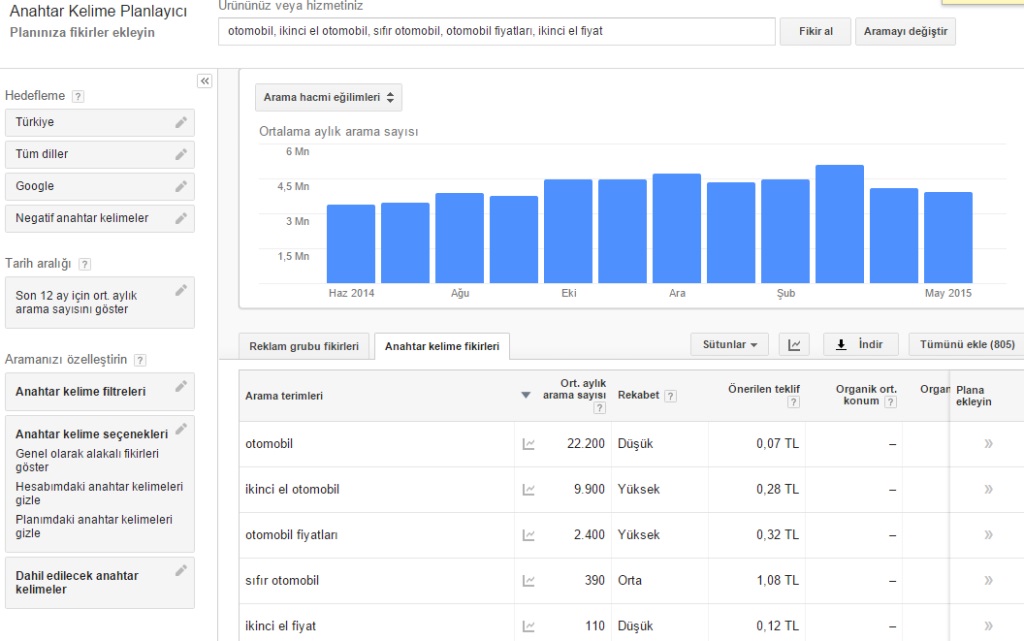 Anahtar Kelime Planlayıcı
Planınıza fikirler ekleyin
Ürününüz veya hizmetiniz
otomobil, ikinci el otomobil, sıfır otomobil, otomobil fiyatları, ikinci el fiyat
Fikir al
Aramayı değiştir
«
Hedefleme ?
Türkiye
Tüm diller
Google
Negatif anahtar kelimeler
Tarih aralığı ?
Son 12 ay için ort. aylık
arama sayısını göster
Aramanızı özelleştirin ?
Anahtar kelime filtreleri
Anahtar kelime seçenekleri
Genel olarak alakalı fikirleri
göster
Hesabımdaki anahtar kelimeleri
gizle
Planımdaki anahtar kelimeleri
gizle
Dahil edilecek anahtar
kelimeler
Arama hacmi eğilimleri
Ortalama aylık arama sayısı
6 Mn
4,5 Mn
3 Mn
1,5 Mn
Haz 2014 Ağu Eki Ara Şub May 2015
Reklam grubu fikirleri
Anahtar kelime fikirleri
Sütunlar
İndir
Tümünü ekle (805)
Arama terimleri
Ort. aylık
arama sayısı
?
Rekabet ?
Önerilen teklif
?
Organik ort.
konum ?
Organ
Plana
ekleyin
otomobil 22.200 Düşük 0,07 TL – »
ikinci el otomobil 9.900 Yüksek 0,28 TL – »
otomobil fiyatları 2.400 Yüksek 0,32 TL – »
sıfır otomobil 390 Orta 1,08 TL – »
ikinci el fiyat 110 Düşük 0,12 TL – »